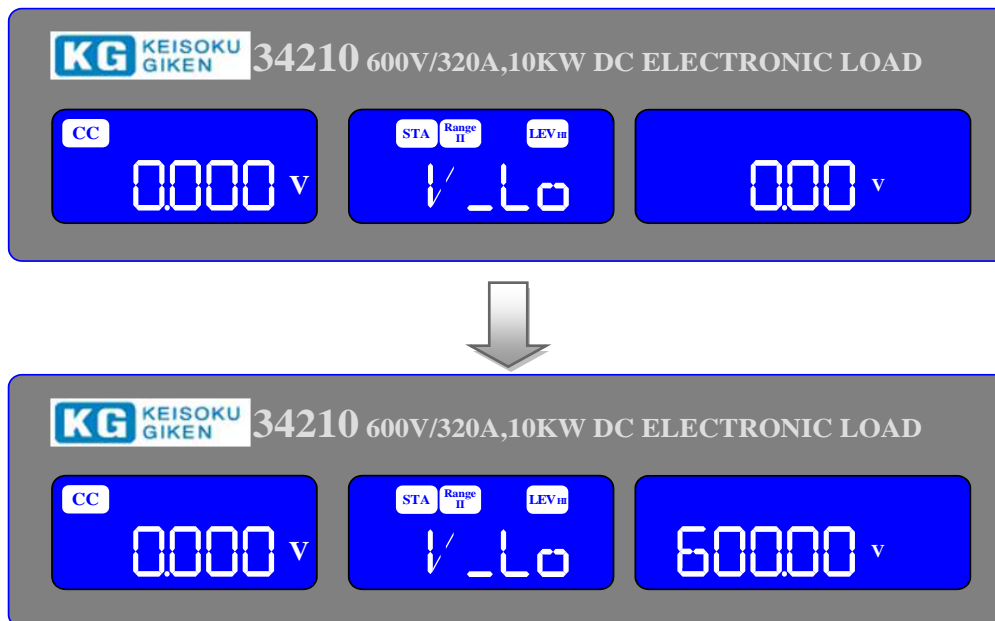 KG KEISOKU GIKEN 34210 600V/320A,10KW DC ELECTRONIC LOAD
CC STA Range II LEV HI
0.000 V V_Lo 0.00 V
KG KEISOKU GIKEN 34210 600V/320A,10KW DC ELECTRONIC LOAD
CC STA Range II LEV HI
0.000 V V_Lo 600.00 V